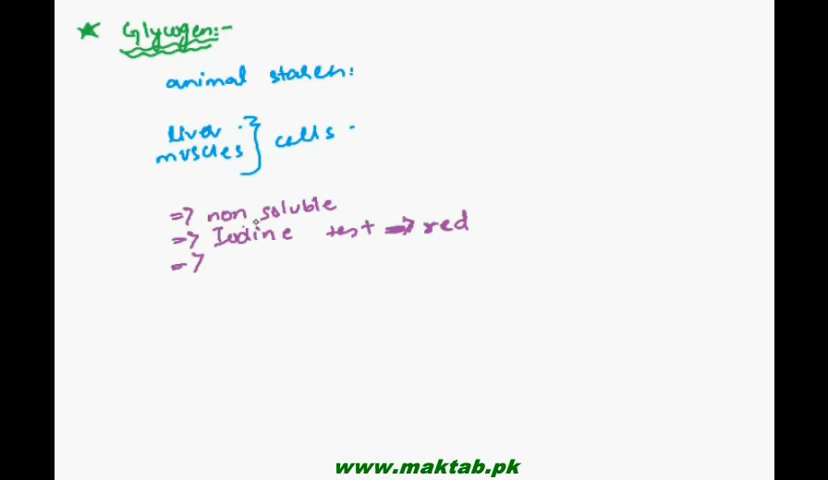 ★ Glycogen:-
animal starch:
Liver
muscles } cells.
=> non soluble
=> Iodine test => red
=>
www.maktab.pk